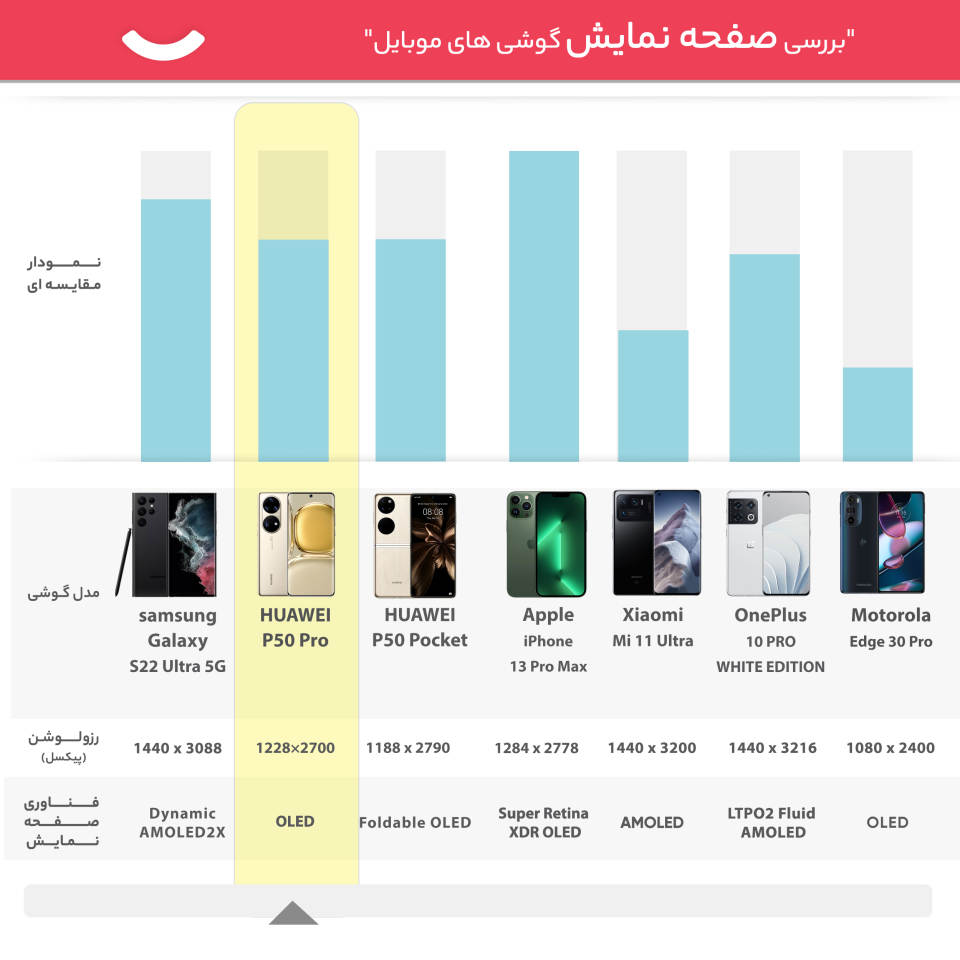 "بررسی صفحه نمایش گوشی های موبایل"
نمودار
مقایسه ای
مدل گوشی
samsung
Galaxy
S22 Ultra 5G
HUAWEI
P50 Pro
HUAWEI
P50 Pocket
Apple
iPhone
13 Pro Max
Xiaomi
Mi 11 Ultra
OnePlus
10 PRO
WHITE EDITION
Motorola
Edge 30 Pro
رزولوشن
(پیکسل)
1440 x 3088
1228×2700
1188 x 2790
1284 x 2778
1440 x 3200
1440 x 3216
1080 x 2400
فناوری
صفحه
نمایش
Dynamic
AMOLED2X
OLED
Foldable OLED
Super Retina
XDR OLED
AMOLED
LTPO2 Fluid
AMOLED
OLED
08:08